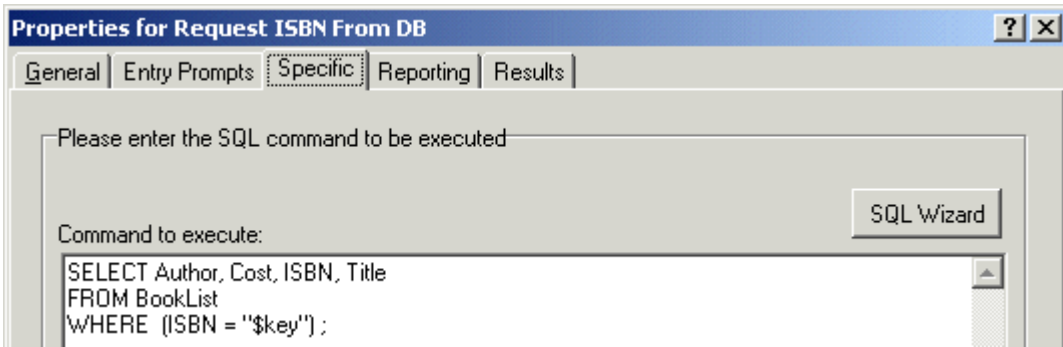 Properties for Request ISBN From DB
? X
General Entry Prompts Specific Reporting Results
Please enter the SQL command to be executed
SQL Wizard
Command to execute:
SELECT Author, Cost, ISBN, Title
FROM BookList
WHERE (ISBN = "$key") ;